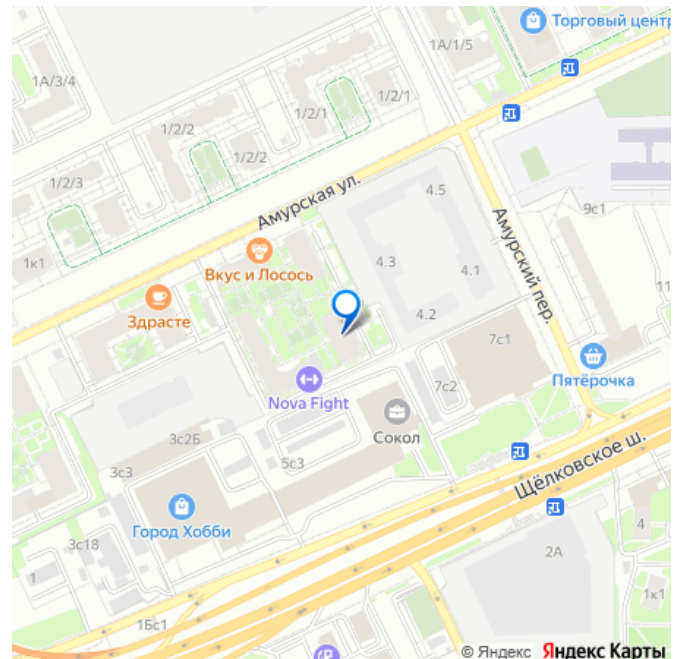 Торговый цент
1А/1/5
1А/3/4
1/2/1
1/2/1
1/2/2
1/2/2
1/2/3
Амурская ул.
4.5
9с1
Амурский пер.
1к1
Вкус и Лосось
4.3
4.1
11
Здрасте
4.2
7с1
Пятёрочка
7с2
Nova Fight
Сокол
3с2Б
5с3
3с3
Щёлковское ш.
Город Хобби
3с18
4
2А
1
1к1
1Бс1
© Яндекс Яндекс Карты